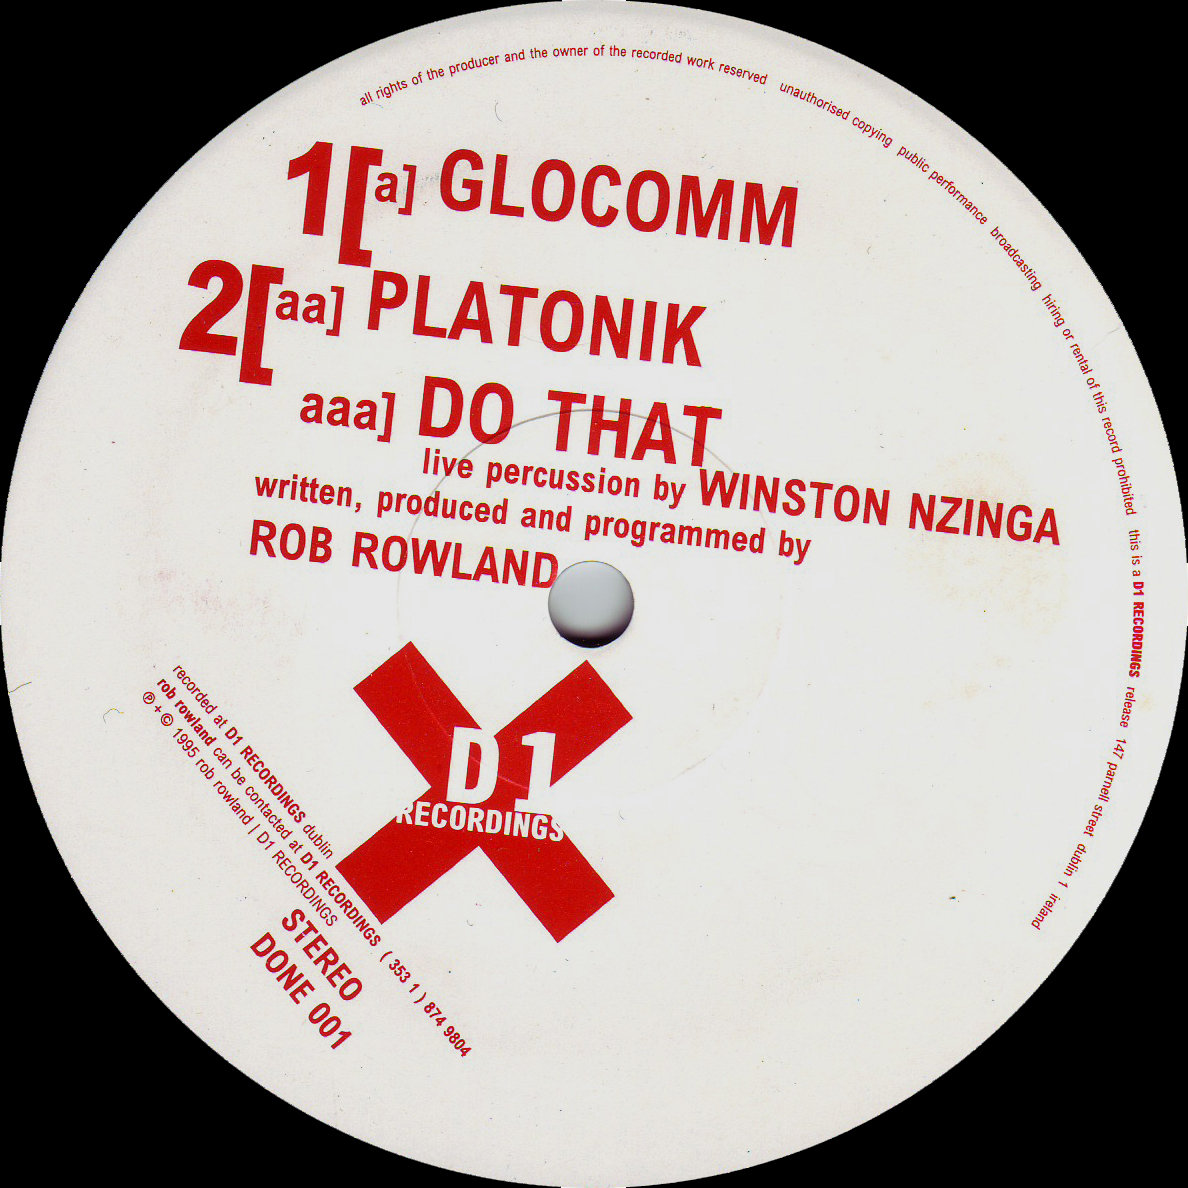 all rights of the producer and the owner of the recorded work reserved unauthorised copying public performance broadcasting hiring or rental of this record prohibited this is a D1 RECORDINGS release 147 parnell street dublin 1 ireland
1[a] GLOCOMM
2[aa] PLATONIK
aaa] DO THAT
live percussion by WINSTON NZINGA
written, produced and programmed by
ROB ROWLAND
D1
RECORDINGS
recorded at D1 RECORDINGS dublin
rob rowland can be contacted at D1 RECORDINGS ( 353 1 ) 874 9804
℗ + © 1995 rob rowland | D1 RECORDINGS
STEREO
DONE 001